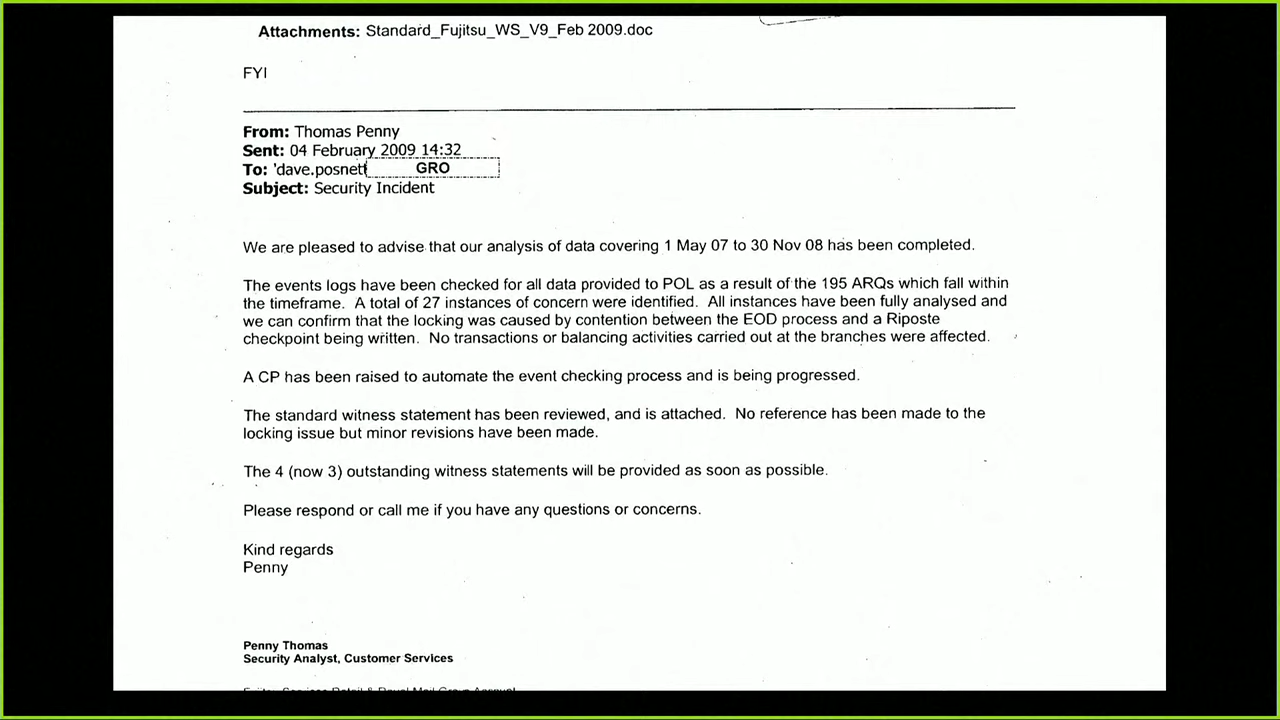 Attachments: Standard_Fujitsu_WS_V9_Feb 2009.doc
FYI
From: Thomas Penny
Sent: 04 February 2009 14:32
To: 'dave.posnett GRO
Subject: Security Incident
We are pleased to advise that our analysis of data covering 1 May 07 to 30 Nov 08 has been completed.
The events logs have been checked for all data provided to POL as a result of the 195 ARQs which fall within
the timeframe. A total of 27 instances of concern were identified. All instances have been fully analysed and
we can confirm that the locking was caused by contention between the EOD process and a Riposte
checkpoint being written. No transactions or balancing activities carried out at the branches were affected.
A CP has been raised to automate the event checking process and is being progressed.
The standard witness statement has been reviewed, and is attached. No reference has been made to the
locking issue but minor revisions have been made.
The 4 (now 3) outstanding witness statements will be provided as soon as possible.
Please respond or call me if you have any questions or concerns.
Kind regards
Penny
Penny Thomas
Security Analyst, Customer Services